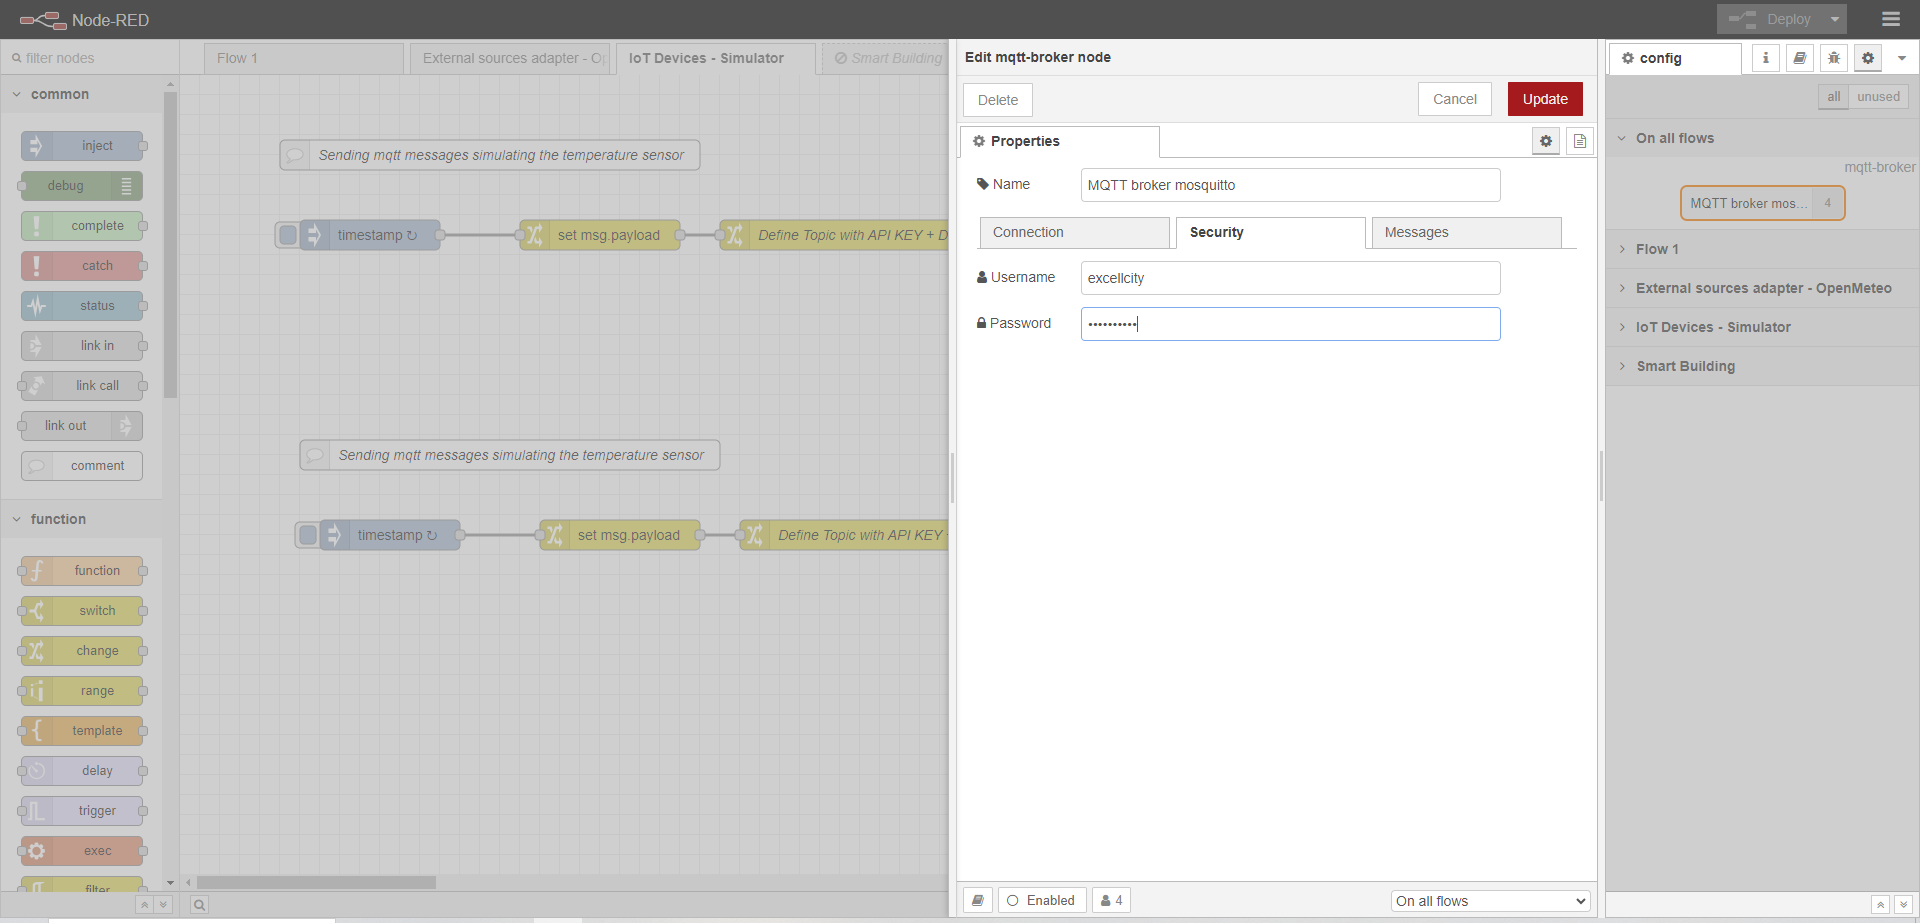 Node-RED
Deploy
filter nodes
Flow 1
External sources adapter - Op
IoT Devices - Simulator
Smart Building
common
inject
debug
complete
catch
status
link in
link call
link out
comment
function
function
switch
change
range
template
delay
trigger
exec
filter
Sending mqtt messages simulating the temperature sensor
timestamp ↻
set msg.payload
Define Topic with API KEY + D
Sending mqtt messages simulating the temperature sensor
timestamp ↻
set msg.payload
Define Topic with API KEY
Edit mqtt-broker node
Delete
Cancel
Update
Properties
Name
MQTT broker mosquitto
Connection
Security
Messages
Username
excellcity
Password
••••••••••
Enabled
4
On all flows
config
i
all
unused
On all flows
mqtt-broker
MQTT broker mos...
4
Flow 1
External sources adapter - OpenMeteo
IoT Devices - Simulator
Smart Building